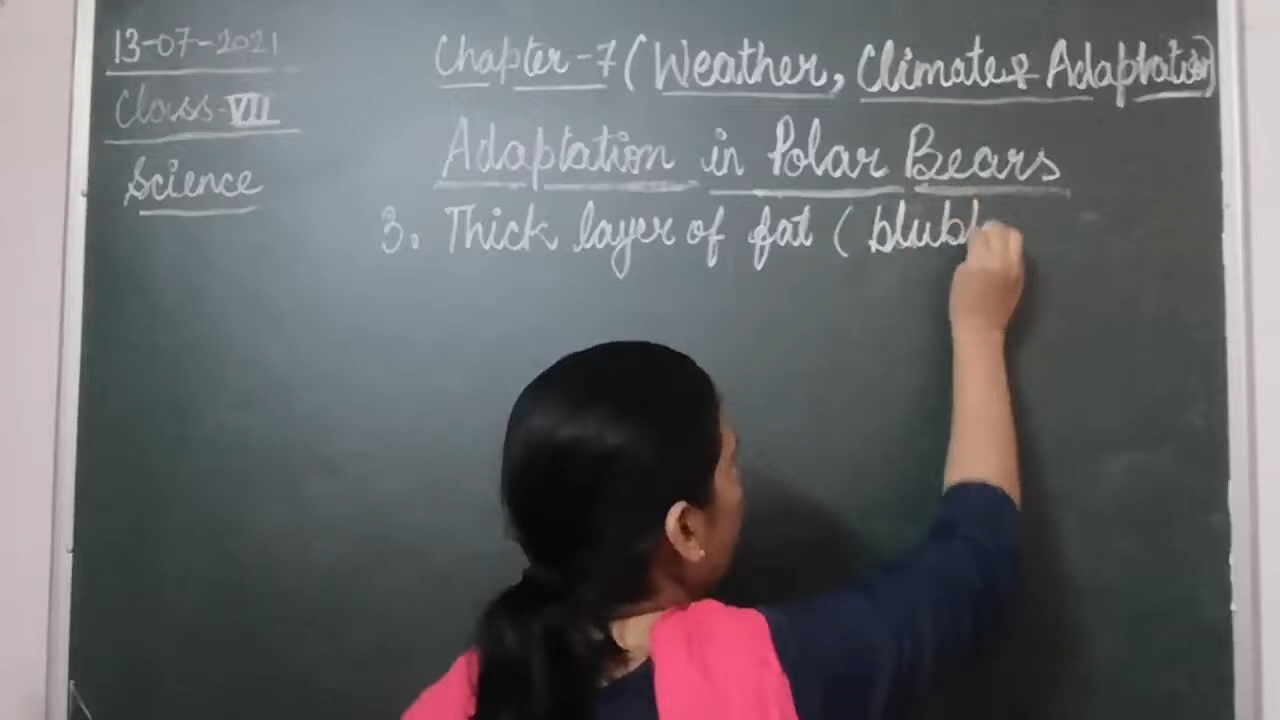 13-07-2021
Class-VII
Science
Chapter-7 (Weather, Climate & Adaptation)
Adaptation in Polar Bears
3. Thick layer of fat ( blubb